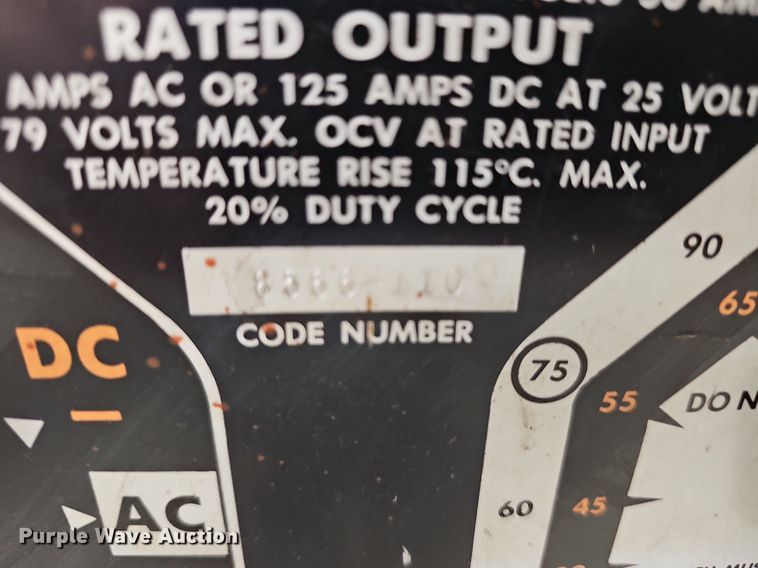 RATED OUTPUT
AMPS AC OR 125 AMPS DC AT 25 VOLT
79 VOLTS MAX. OCV AT RATED INPUT
TEMPERATURE RISE 115°C. MAX.
20% DUTY CYCLE
CODE NUMBER
90
65
DC
75
55
DO N
–
AC
60
45
Purple Wave Auction